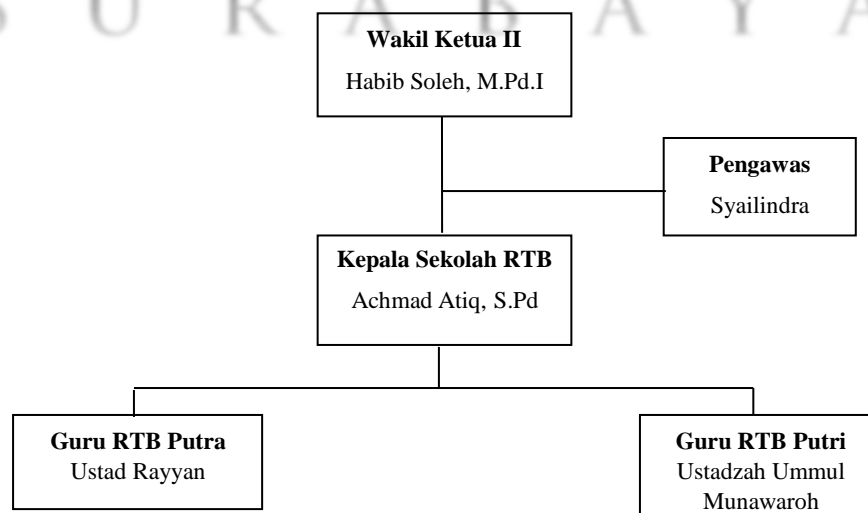 S U R A B A Y A
Wakil Ketua II
Habib Soleh, M.Pd.I
Pengawas
Syailindra
Kepala Sekolah RTB
Achmad Atiq, S.Pd
Guru RTB Putra
Ustad Rayyan
Guru RTB Putri
Ustadzah Ummul
Munawaroh